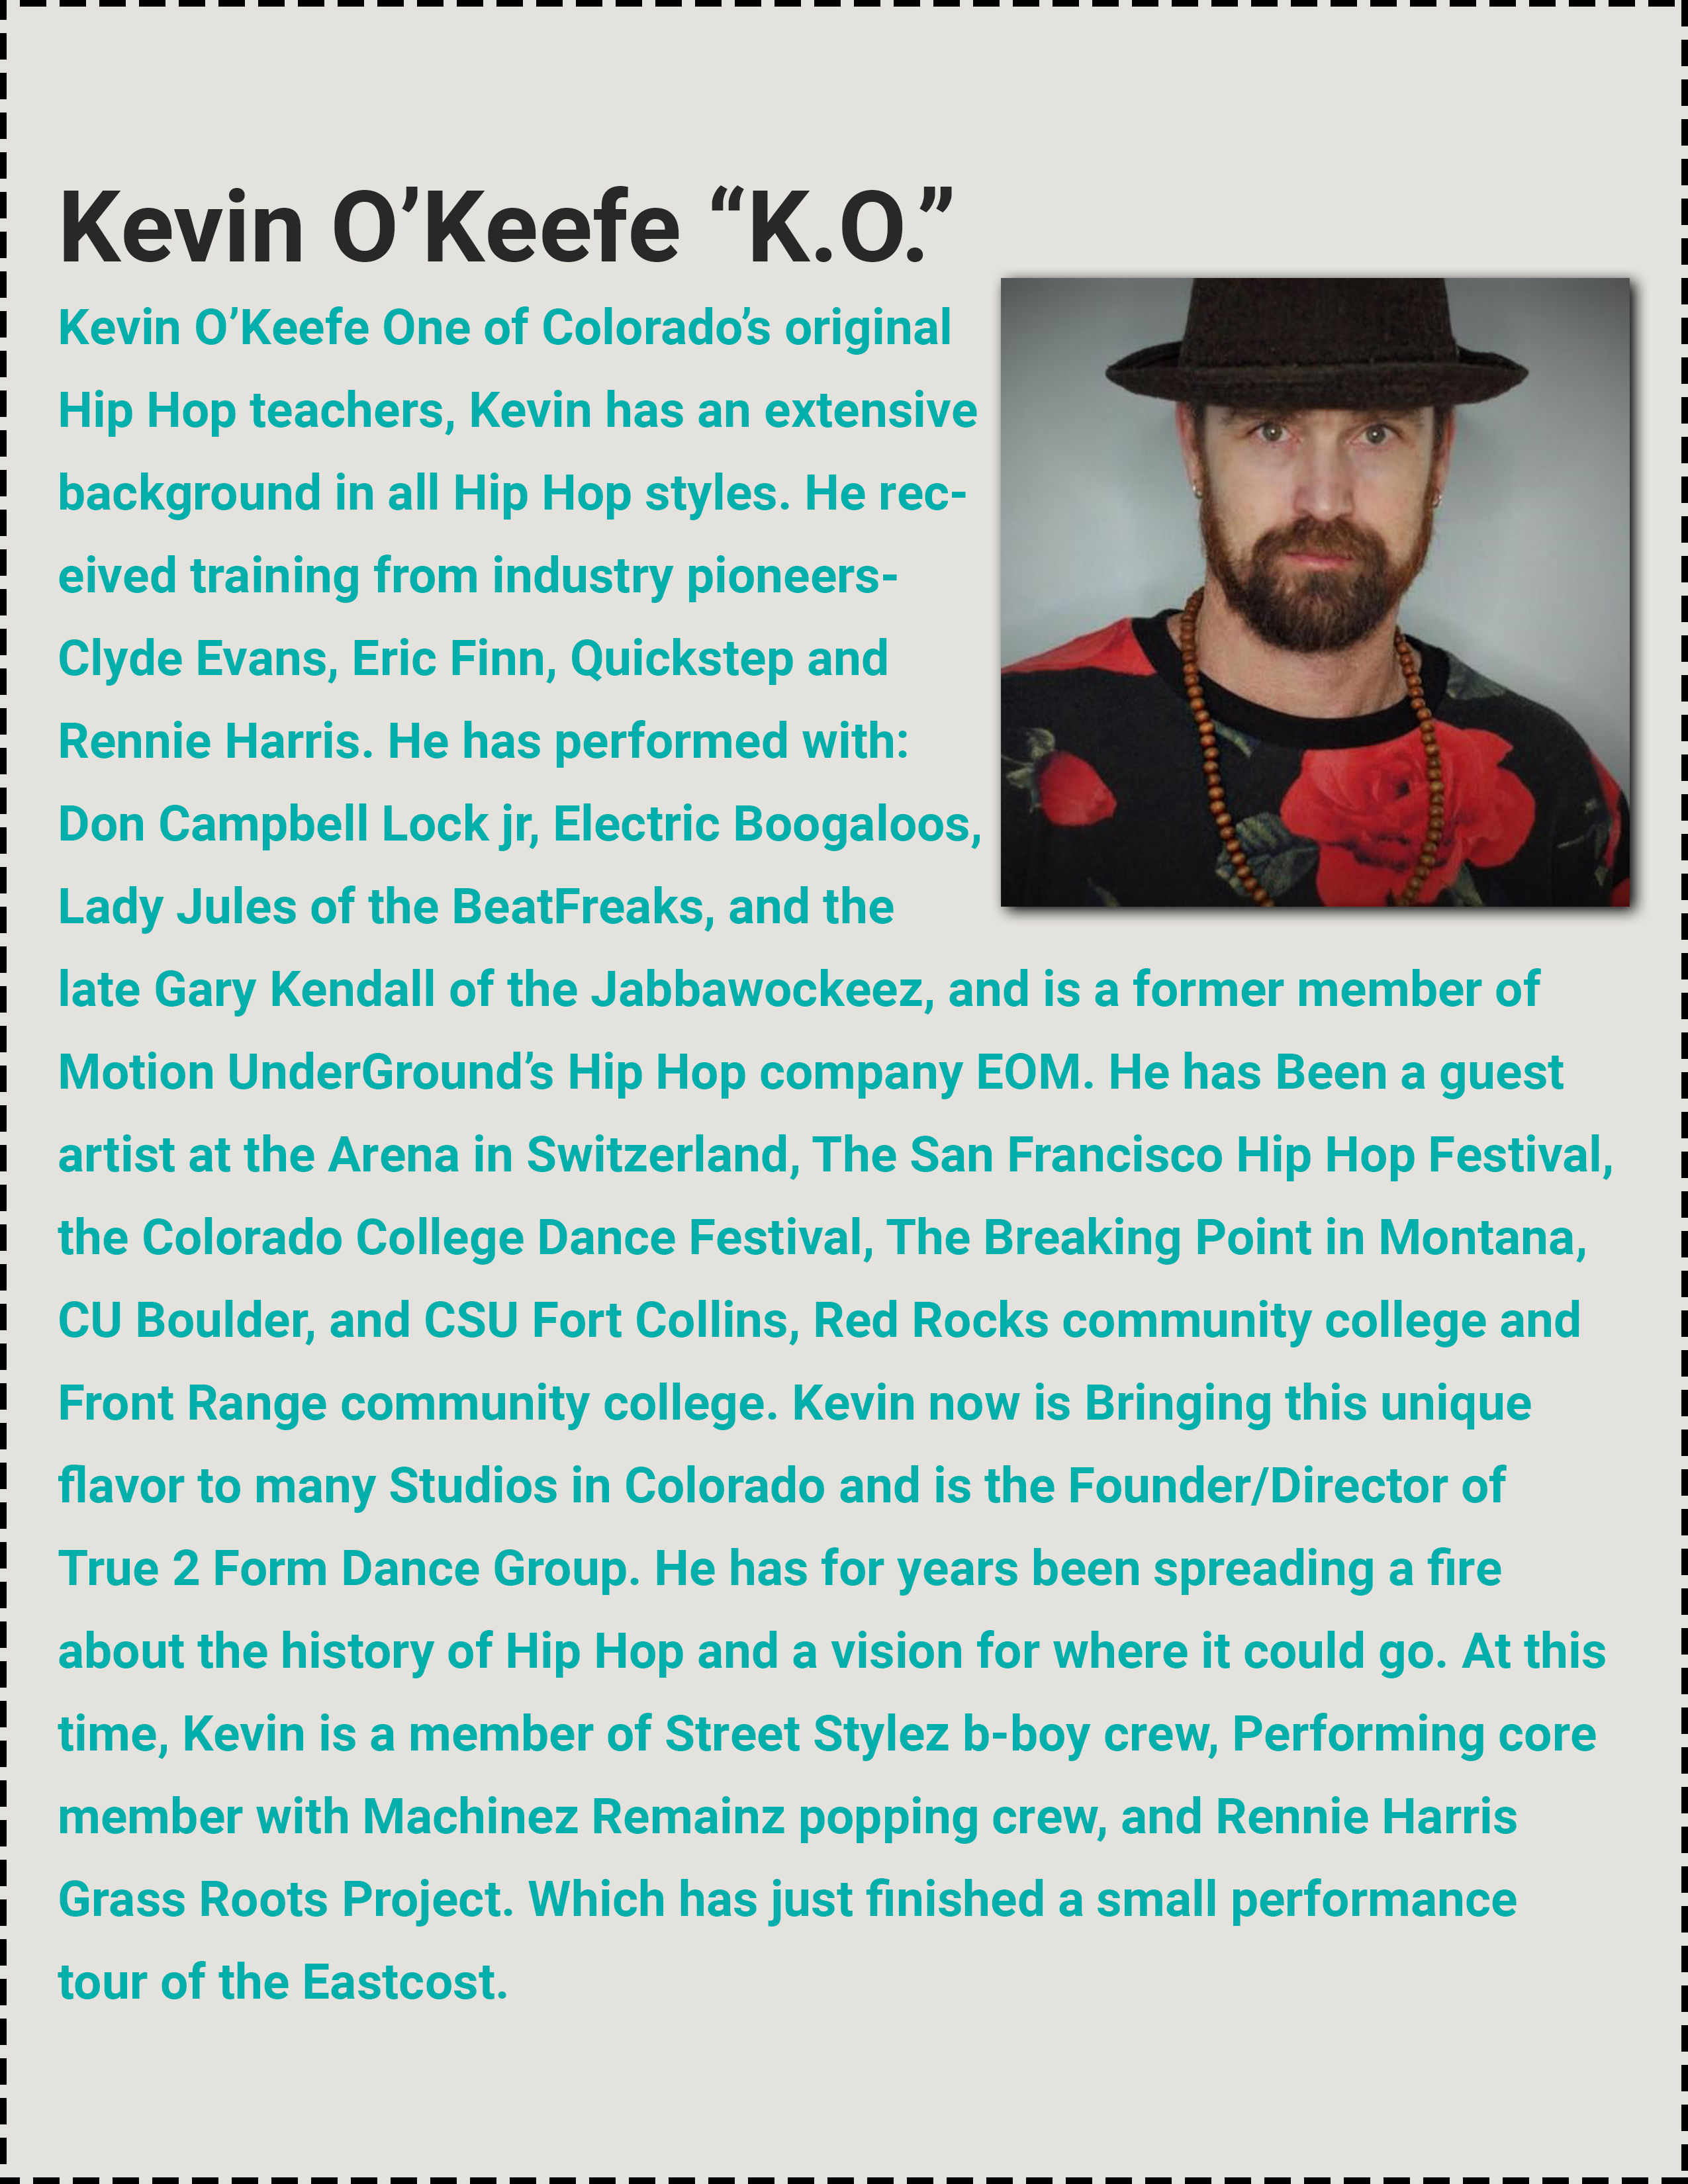 Kevin O’Keefe “K.O.”
Kevin O’Keefe One of Colorado’s original
Hip Hop teachers, Kevin has an extensive
background in all Hip Hop styles. He rec-
eived training from industry pioneers-
Clyde Evans, Eric Finn, Quickstep and
Rennie Harris. He has performed with:
Don Campbell Lock jr, Electric Boogaloos,
Lady Jules of the BeatFreaks, and the
late Gary Kendall of the Jabbawockeez, and is a former member of
Motion UnderGround’s Hip Hop company EOM. He has Been a guest
artist at the Arena in Switzerland, The San Francisco Hip Hop Festival,
the Colorado College Dance Festival, The Breaking Point in Montana,
CU Boulder, and CSU Fort Collins, Red Rocks community college and
Front Range community college. Kevin now is Bringing this unique
flavor to many Studios in Colorado and is the Founder/Director of
True 2 Form Dance Group. He has for years been spreading a fire
about the history of Hip Hop and a vision for where it could go. At this
time, Kevin is a member of Street Stylez b-boy crew, Performing core
member with Machinez Remainz popping crew, and Rennie Harris
Grass Roots Project. Which has just finished a small performance
tour of the Eastcost.